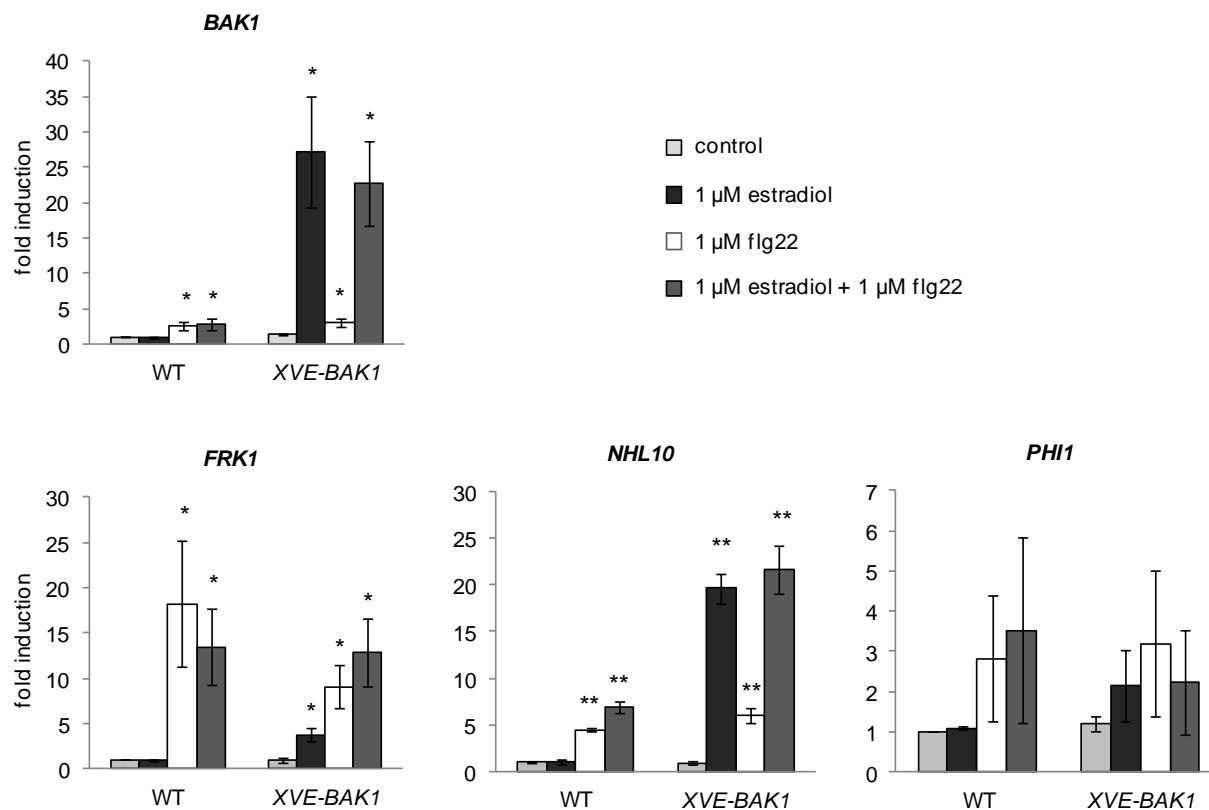 BAK1
fold induction
40
35
30
25
20
15
10
5
0
*
*
*
*
*
WT
XVE-BAK1
control
1 µM estradiol
1 µM flg22
1 µM estradiol + 1 µM flg22
FRK1
fold induction
30
25
20
15
10
5
0
*
*
*
*
*
WT
XVE-BAK1
NHL10
30
25
20
15
10
5
0
**
**
**
**
**
WT
XVE-BAK1
PHI1
7
6
5
4
3
2
1
0
WT
XVE-BAK1